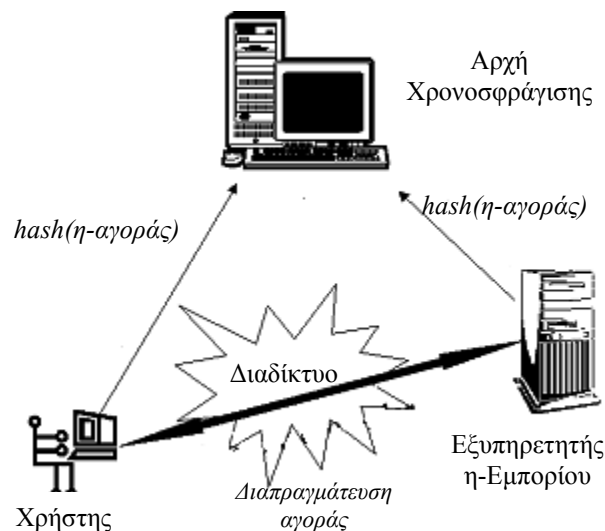 Αρχή
Χρονοσφράγισης
hash(η-αγοράς)
hash(η-αγοράς)
Διαδίκτυο
Εξυπηρετητής
η-Εμπορίου
Διαπραγμάτευση
αγοράς
Χρήστης